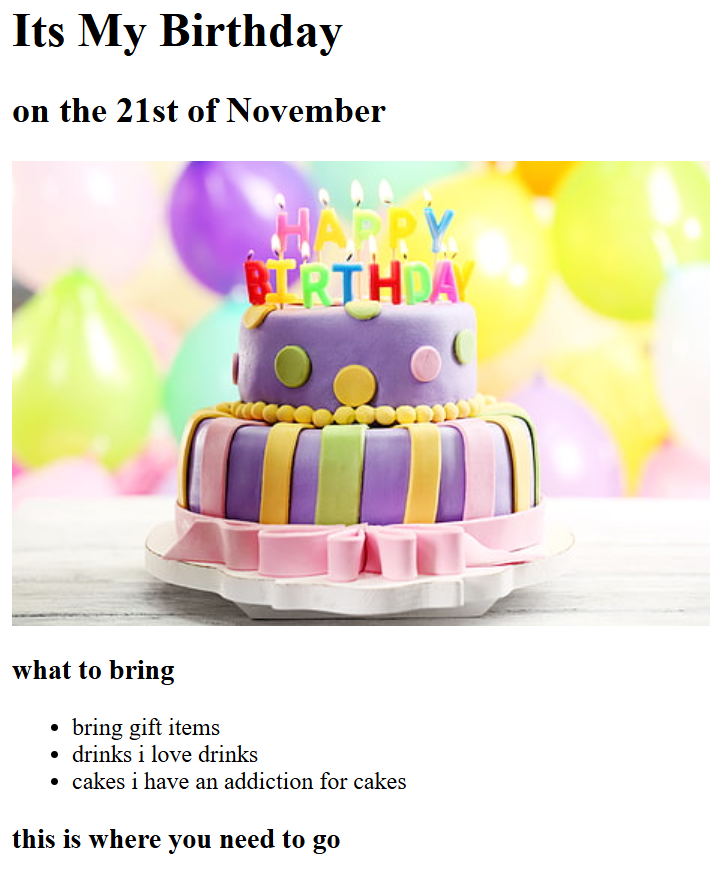 Its My Birthday
on the 21st of November
HAPPY
BIRTHDAY
what to bring
bring gift items
drinks i love drinks
cakes i have an addiction for cakes
this is where you need to go